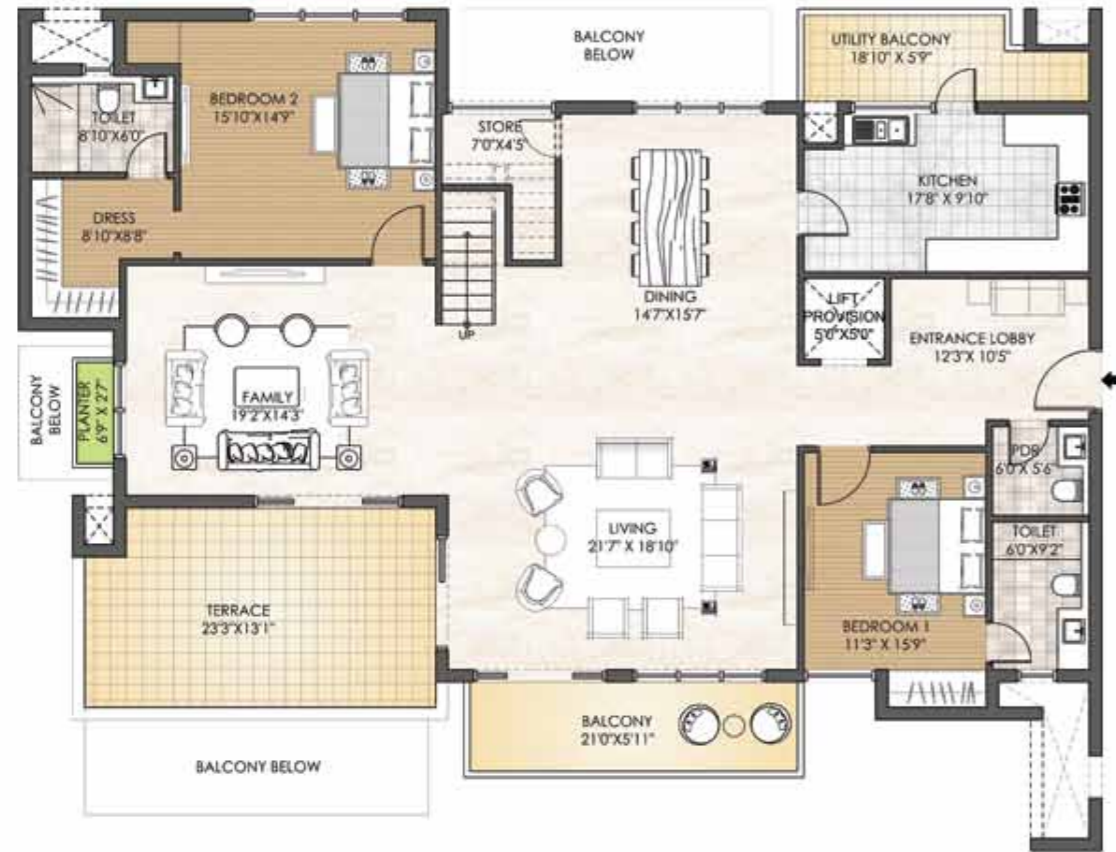 BALCONY
BELOW
UTILITY BALCONY
18'10" X 5'9"
BEDROOM 2
15'10"X14'9"
TOILET
8'10"X6'0"
STORE
7'0"X4'5"
KITCHEN
17'8" X 9'10"
DRESS
8'10"X8'8"
DINING
14'7"X15'7"
LIFT
PROVISION
5'0"X5'0"
UP
ENTRANCE LOBBY
12'3"X 10'5"
BALCONY
BELOW
PLANTER
6'9" X 2'7"
FAMILY
19'2"X14'3"
PDR
6'0"X 5'6"
LIVING
21'7" X 18'10"
TOILET
6'0"X9'2"
TERRACE
23'3"X13'1"
BEDROOM 1
11'3" X 15'9"
BALCONY
21'0"X5'11"
BALCONY BELOW